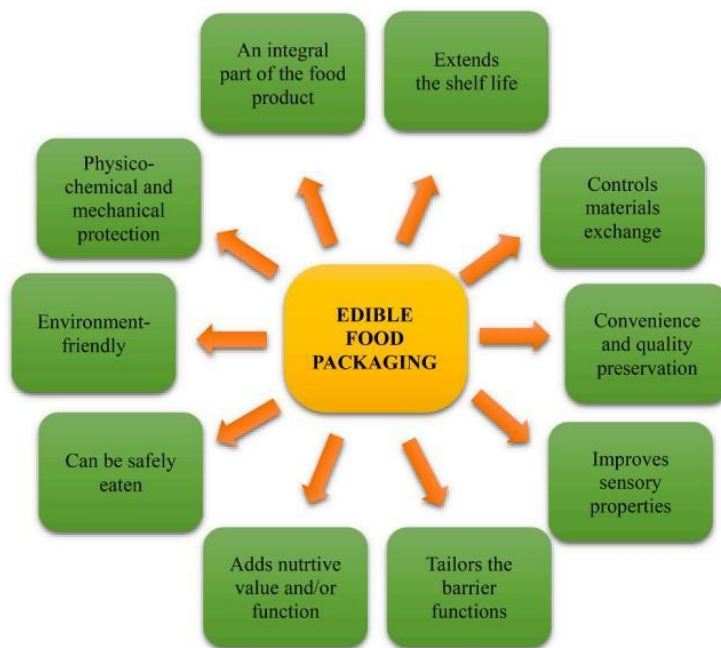 An integral
part of the food
product
Extends
the shelf life
Physico-
chemical and
mechanical
protection
Controls
materials
exchange
EDIBLE
FOOD
PACKAGING
Environment-
friendly
Convenience
and quality
preservation
Can be safely
eaten
Improves
sensory
properties
Adds nutrtive
value and/or
function
Tailors the
barrier
functions